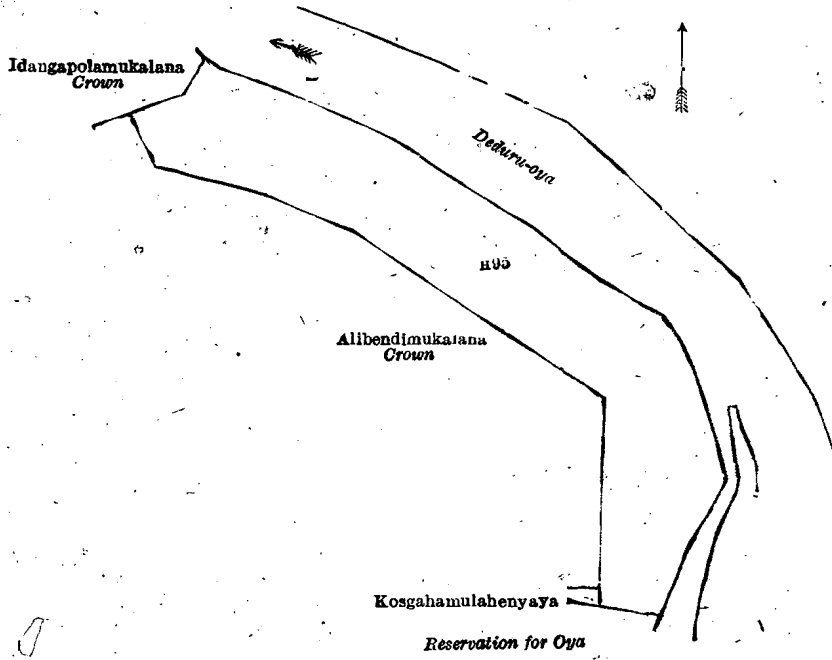 Idangapolamukalana
Crown
Deduru-oya
H95
Alibendimukalana
Crown
Kosgahamulahenyaya
Reservation for Oya